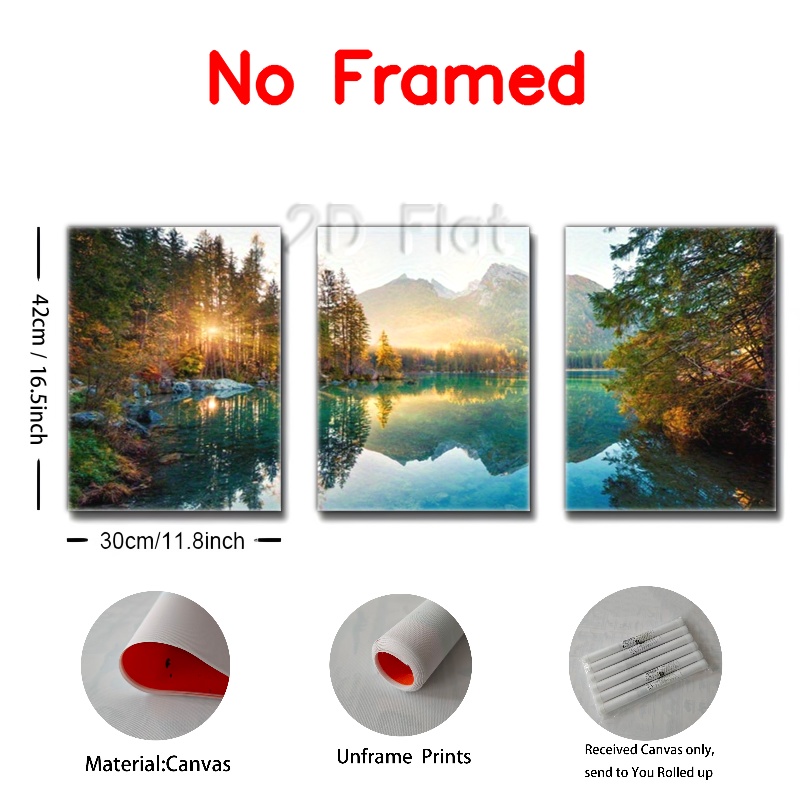 No Framed
2D Flat
42cm / 16.5inch
30cm/11.8inch
Material:Canvas
Unframe Prints
Received Canvas only,
send to You Rolled up